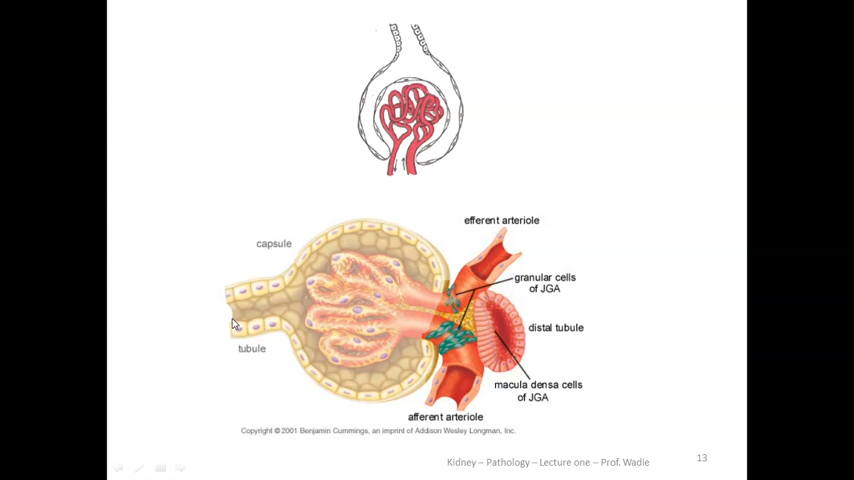 efferent arteriole
capsule
granular cells
of JGA
distal tubule
tubule
macula densa cells
of JGA
afferent arteriole
Copyright © 2001 Benjamin Cummings, an imprint of Addison Wesley Longman, Inc.
Kidney – Pathology – Lecture one – Prof. Wadie
13